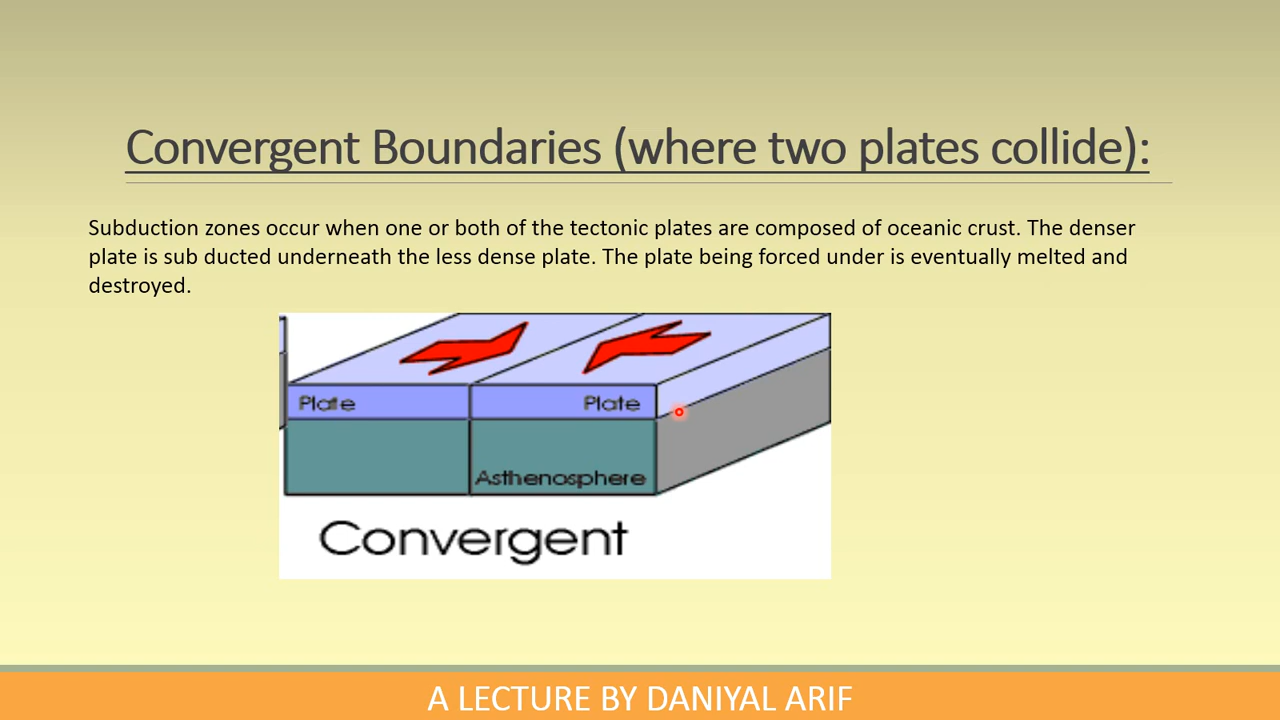 Convergent Boundaries (where two plates collide):
Subduction zones occur when one or both of the tectonic plates are composed of oceanic crust. The denser
plate is sub ducted underneath the less dense plate. The plate being forced under is eventually melted and
destroyed.
Plate
Plate
Asthenosphere
Convergent
A LECTURE BY DANIYAL ARIF